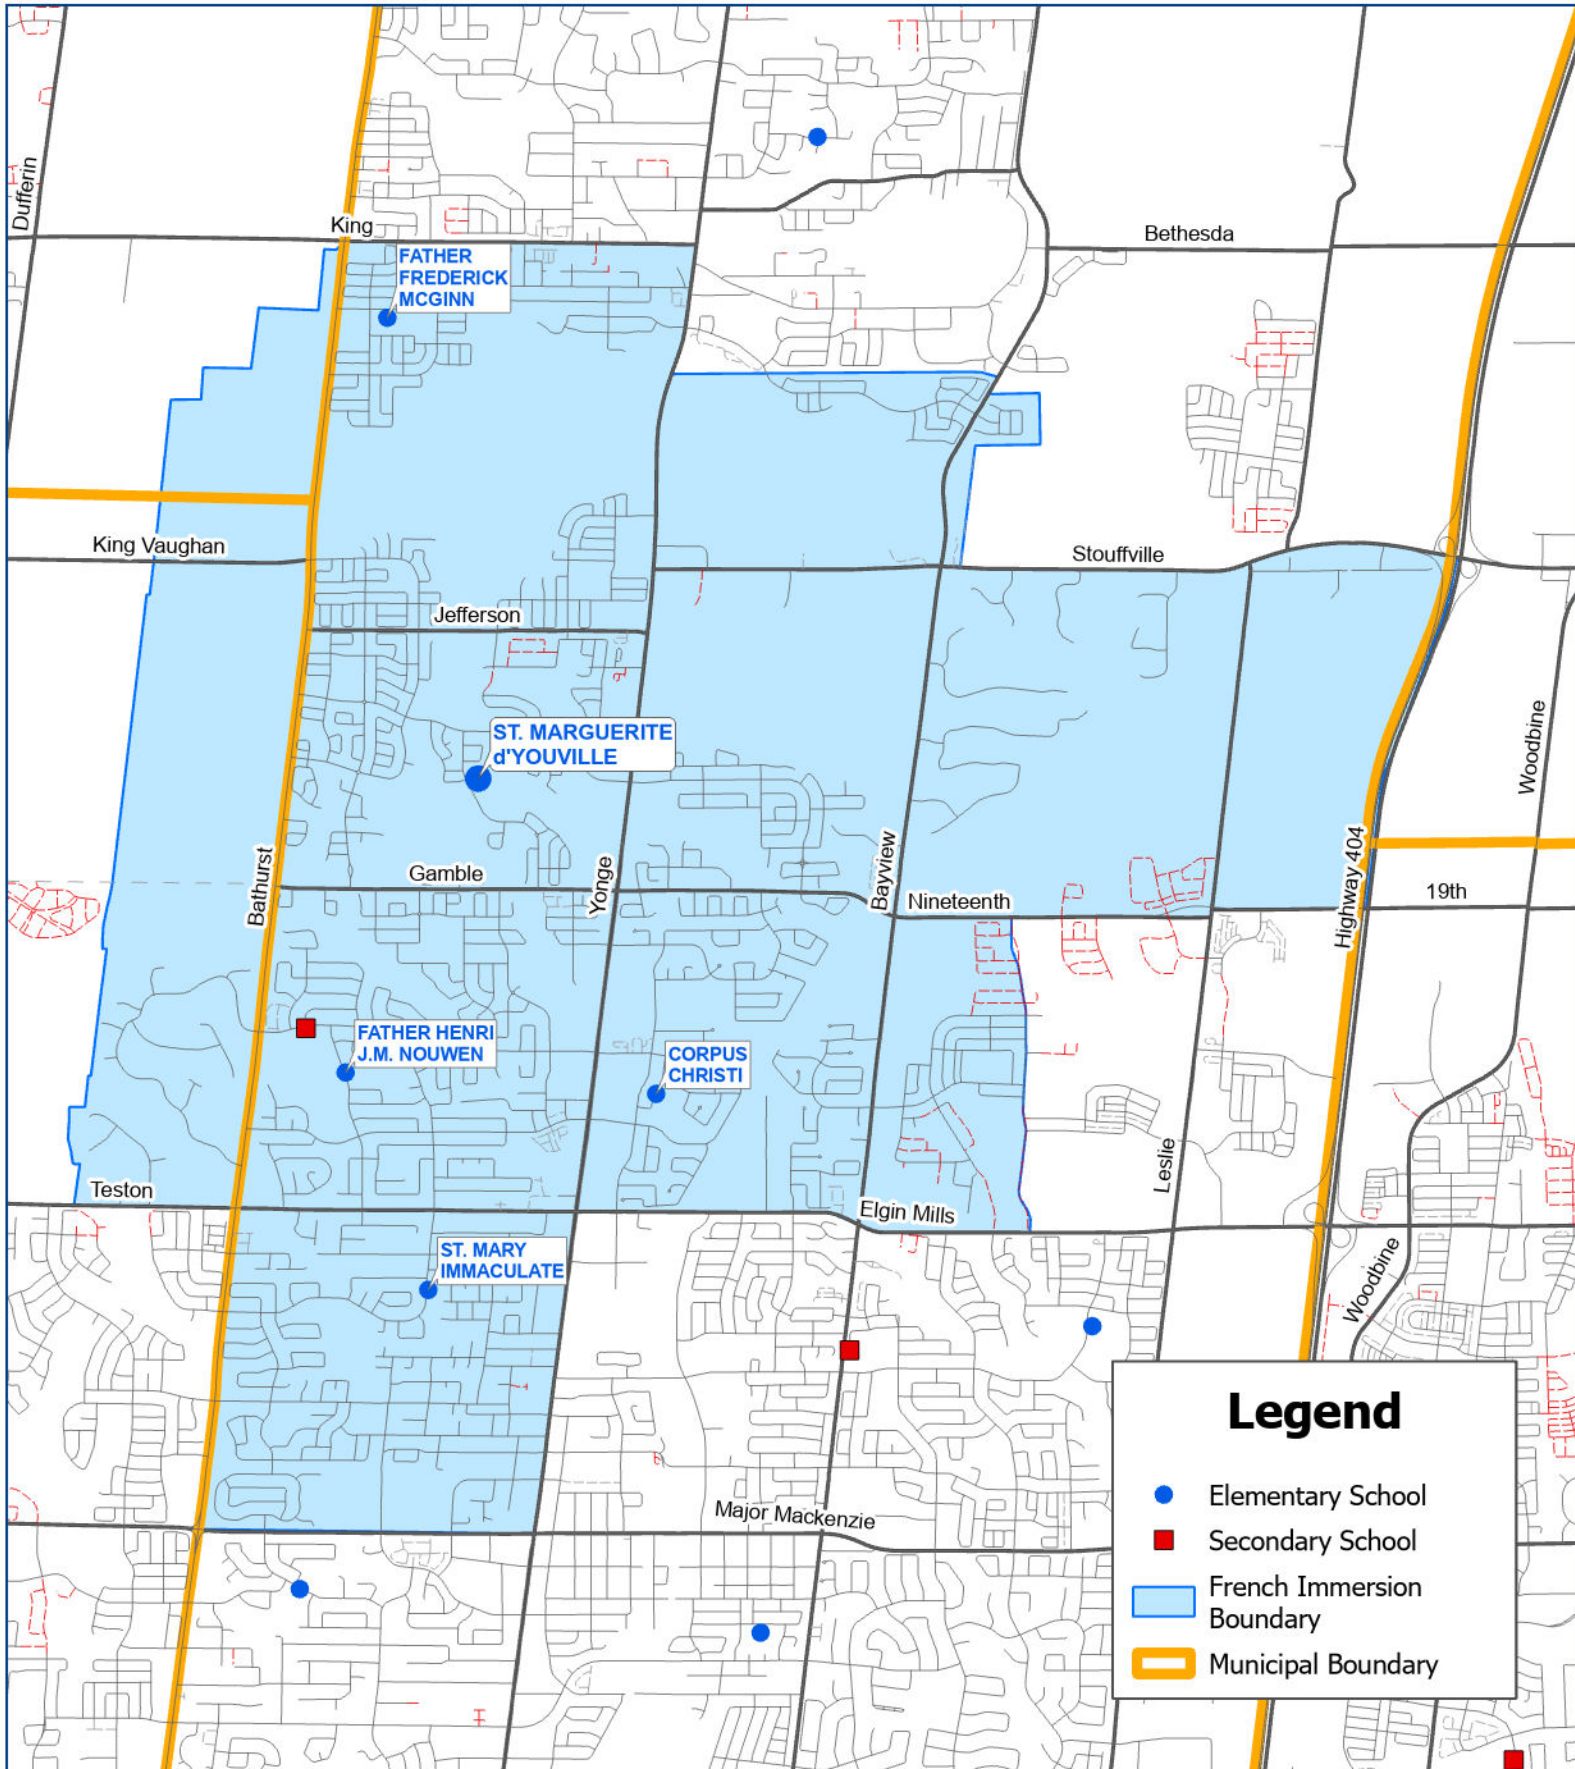 Dufferin
King
Bethesda
FATHER
FREDERICK
MCGINN
King Vaughan
Stouffville
Jefferson
ST. MARGUERITE
d'YOUVILLE
Woodbine
Bathurst
Gamble
Yonge
Bayview
Nineteenth
Highway 404
19th
FATHER HENRI
J.M. NOUWEN
CORPUS
CHRISTI
Leslie
Teston
Elgin Mills
ST. MARY
IMMACULATE
Woodbine
Major Mackenzie
Legend
Elementary School
Secondary School
French Immersion
Boundary
Municipal Boundary